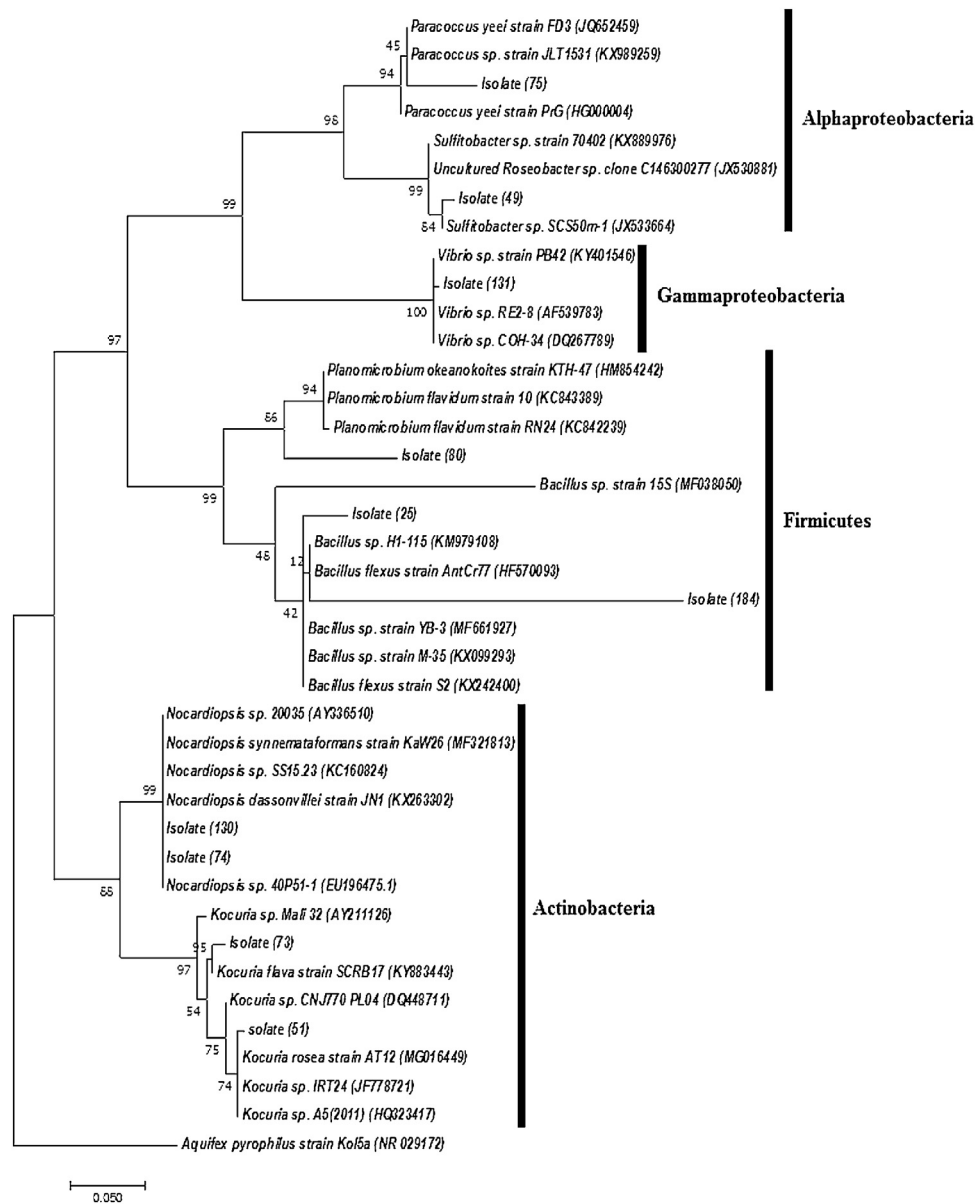 Paracoccus yeei strain FD3 (JQ652459)
45
Paracoccus sp. strain JLT1531 (KX989259)
94
Isolate (75)
Paracoccus yeei strain PrG (HG000004)
Alphaproteobacteria
98
Sulfitobacter sp. strain 70402 (KX889976)
Uncultured Roseobacter sp. clone C146300277 (JX530881)
99
Isolate (49)
84
Sulfitobacter sp. SCS50m-1 (JX533664)
99
Vibrio sp. strain PB42 (KY401546)
Isolate (131)
Gammaproteobacteria
100
Vibrio sp. RE2-8 (AF539783)
Vibrio sp. COH-34 (DQ267789)
97
Planomicrobium okeanokoites strain KTH-47 (HM854242)
94
Planomicrobium flavidum strain 10 (KC843389)
86
Planomicrobium flavidum strain RN24 (KC842239)
Isolate (80)
99
Bacillus sp. strain 15S (MF038050)
Isolate (25)
Firmicutes
48
Bacillus sp. H1-115 (KM979108)
12
Bacillus flexus strain AntCr77 (HF570093)
Isolate (184)
42
Bacillus sp. strain YB-3 (MF661927)
Bacillus sp. strain M-35 (KX099293)
Bacillus flexus strain S2 (KX242400)
Nocardiopsis sp. 20035 (AY336510)
Nocardiopsis synnemataformans strain KaW26 (MF321813)
Nocardiopsis sp. SS15.23 (KC160824)
99
Nocardiopsis dassonvillei strain JN1 (KX263302)
Isolate (130)
Isolate (74)
Nocardiopsis sp. 40P51-1 (EU196475.1)
88
Actinobacteria
Kocuria sp. Mali 32 (AY211126)
95
Isolate (73)
97
Kocuria flava strain SCRB17 (KY883443)
54
Kocuria sp. CNJ770 PL04 (DQ448711)
solate (51)
75
Kocuria rosea strain AT12 (MG016449)
74
Kocuria sp. IRT24 (JF778721)
Kocuria sp. A5(2011) (HQ323417)
Aquifex pyrophilus strain Kol5a (NR 029172)
0.050